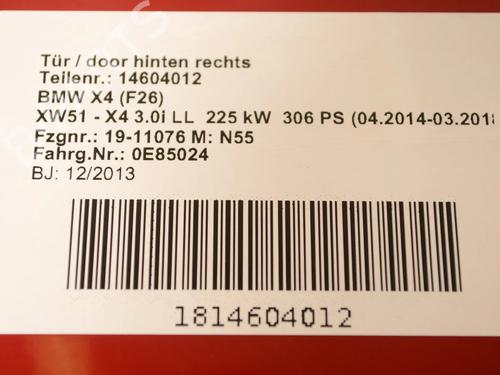 Tür / door hinten rechts
Teilenr.: 14604012
BMW X4 (F26)
XW51 - X4 3.0i LL 225 kW 306 PS (04.2014-03.2018
Fzgnr.: 19-11076 M: N55
Fahrg.Nr.: 0E85024
BJ: 12/2013
1814604012